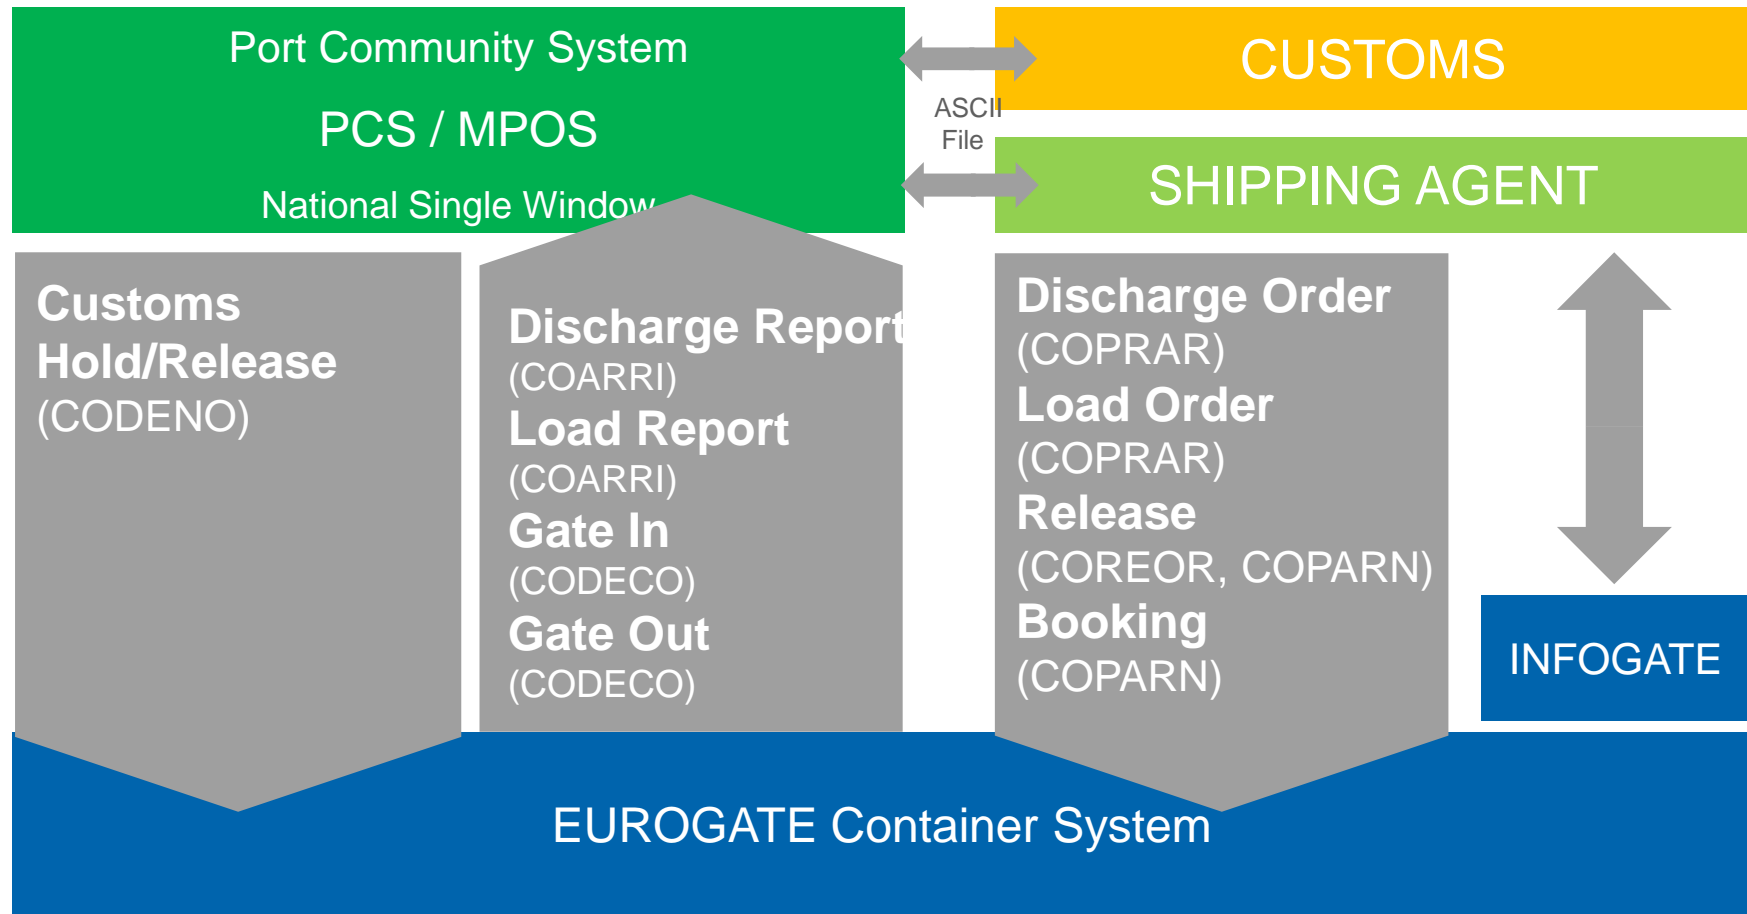 Port Community System
PCS / MPOS
National Single Window
CUSTOMS
ASCII
File
SHIPPING AGENT
Customs
Hold/Release
(CODENO)
Discharge Report
(COARRI)
Load Report
(COARRI)
Gate In
(CODECO)
Gate Out
(CODECO)
Discharge Order
(COPRAR)
Load Order
(COPRAR)
Release
(COREOR, COPARN)
Booking
(COPARN)
INFOGATE
EUROGATE Container System